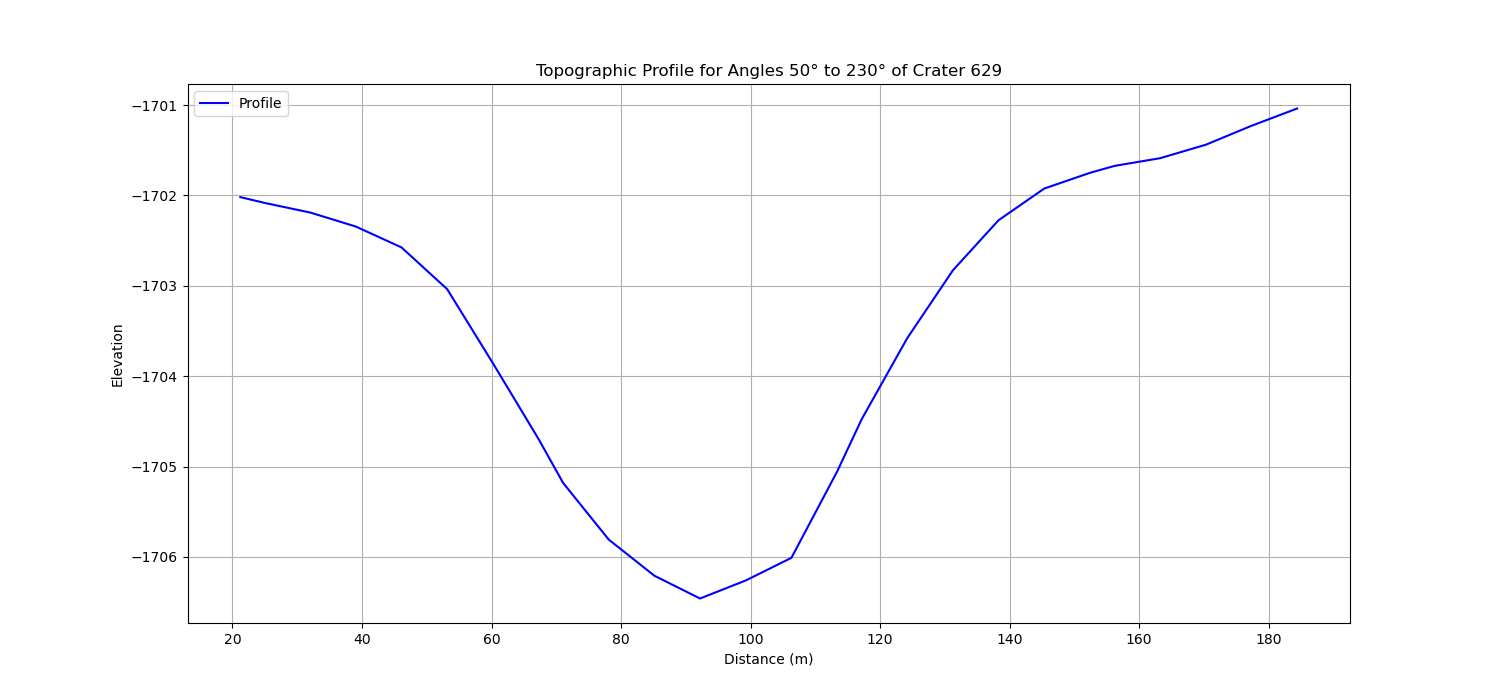 Topographic Profile for Angles 50° to 230° of Crater 629
Profile
−1701
−1702
−1703
−1704
−1705
−1706
Elevation
20 40 60 80 100 120 140 160 180
Distance (m)